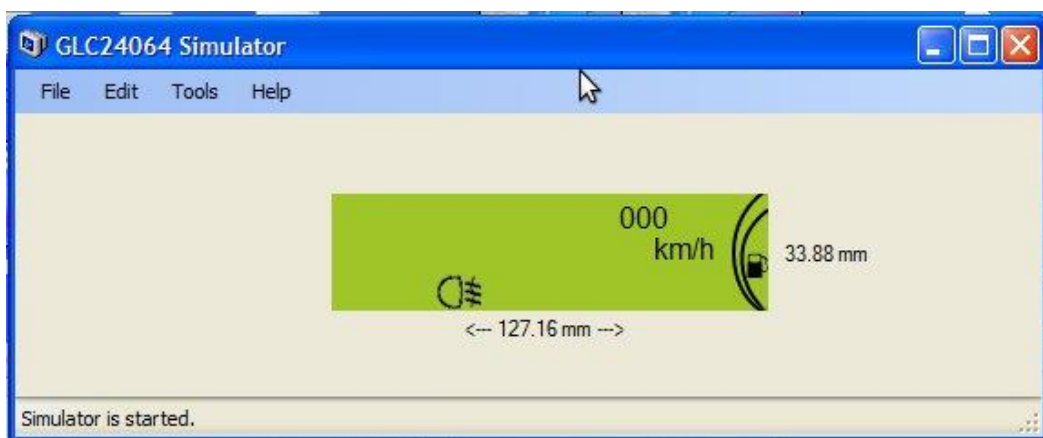 GLC24064 Simulator
File Edit Tools Help
000
km/h
33.88 mm
<--- 127.16 mm --->
Simulator is started.